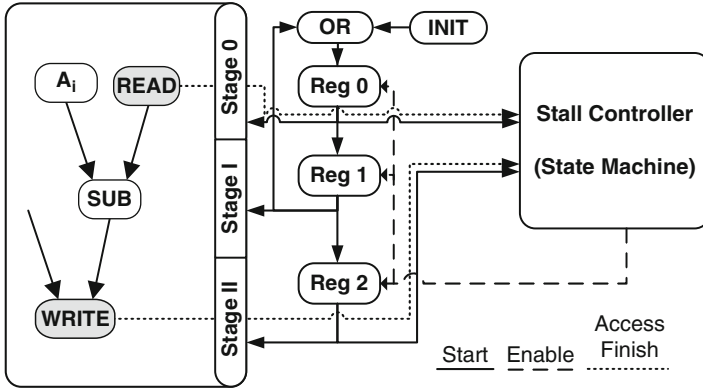 OR
INIT
Stage 0
Aᵢ
READ
Reg 0
Stall Controller
(State Machine)
Stage I
SUB
Reg 1
Stage II
WRITE
Reg 2
Start
Enable
Access
Finish